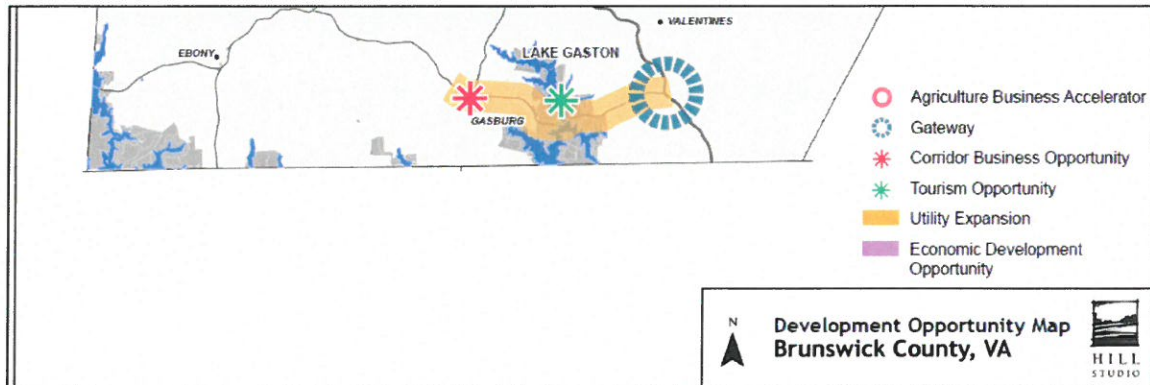 VALENTINES
EBONY
LAKE GASTON
GASBURG
Agriculture Business Accelerator
Gateway
Corridor Business Opportunity
Tourism Opportunity
Utility Expansion
Economic Development
Opportunity
N
Development Opportunity Map
Brunswick County, VA
HILL
STUDIO